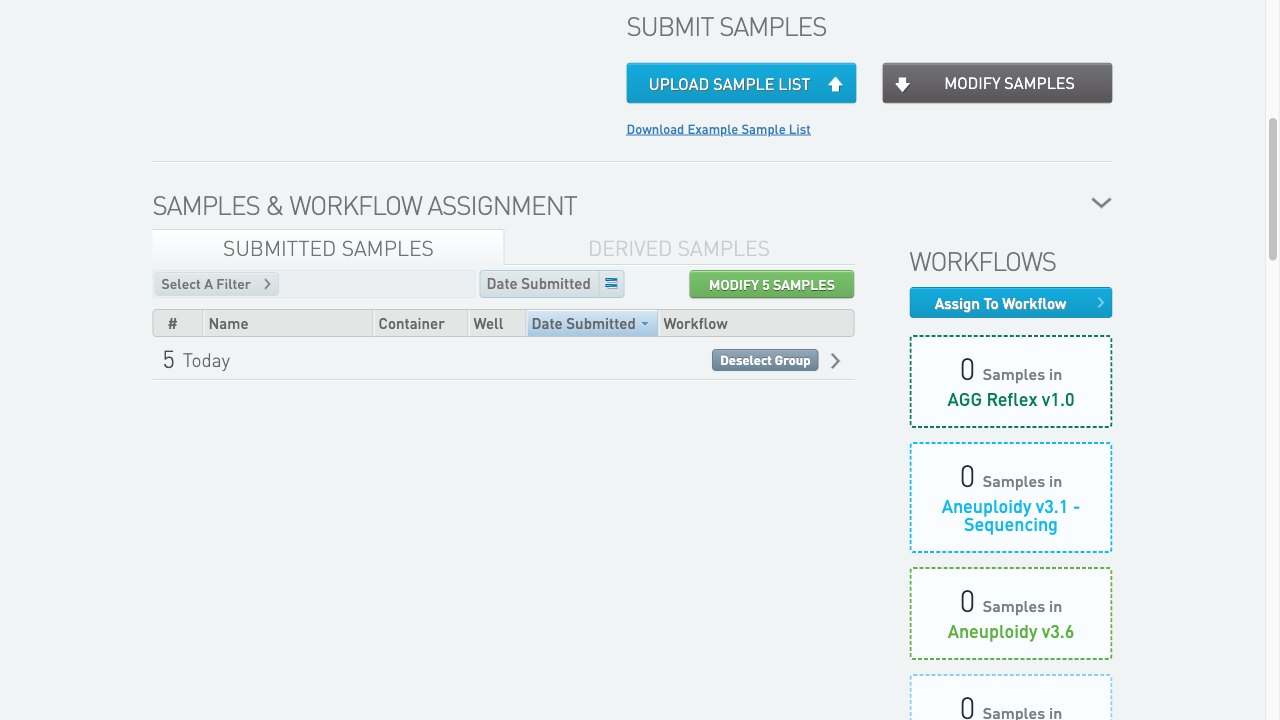 SUBMIT SAMPLES
UPLOAD SAMPLE LIST
MODIFY SAMPLES
Download Example Sample List
SAMPLES & WORKFLOW ASSIGNMENT
SUBMITTED SAMPLES
DERIVED SAMPLES
Select A Filter
Date Submitted
MODIFY 5 SAMPLES
# Name Container Well Date Submitted Workflow
5 Today
Deselect Group
WORKFLOWS
Assign To Workflow
0 Samples in
AGG Reflex v1.0
0 Samples in
Aneuploidy v3.1 -
Sequencing
0 Samples in
Aneuploidy v3.6
0 Samples in